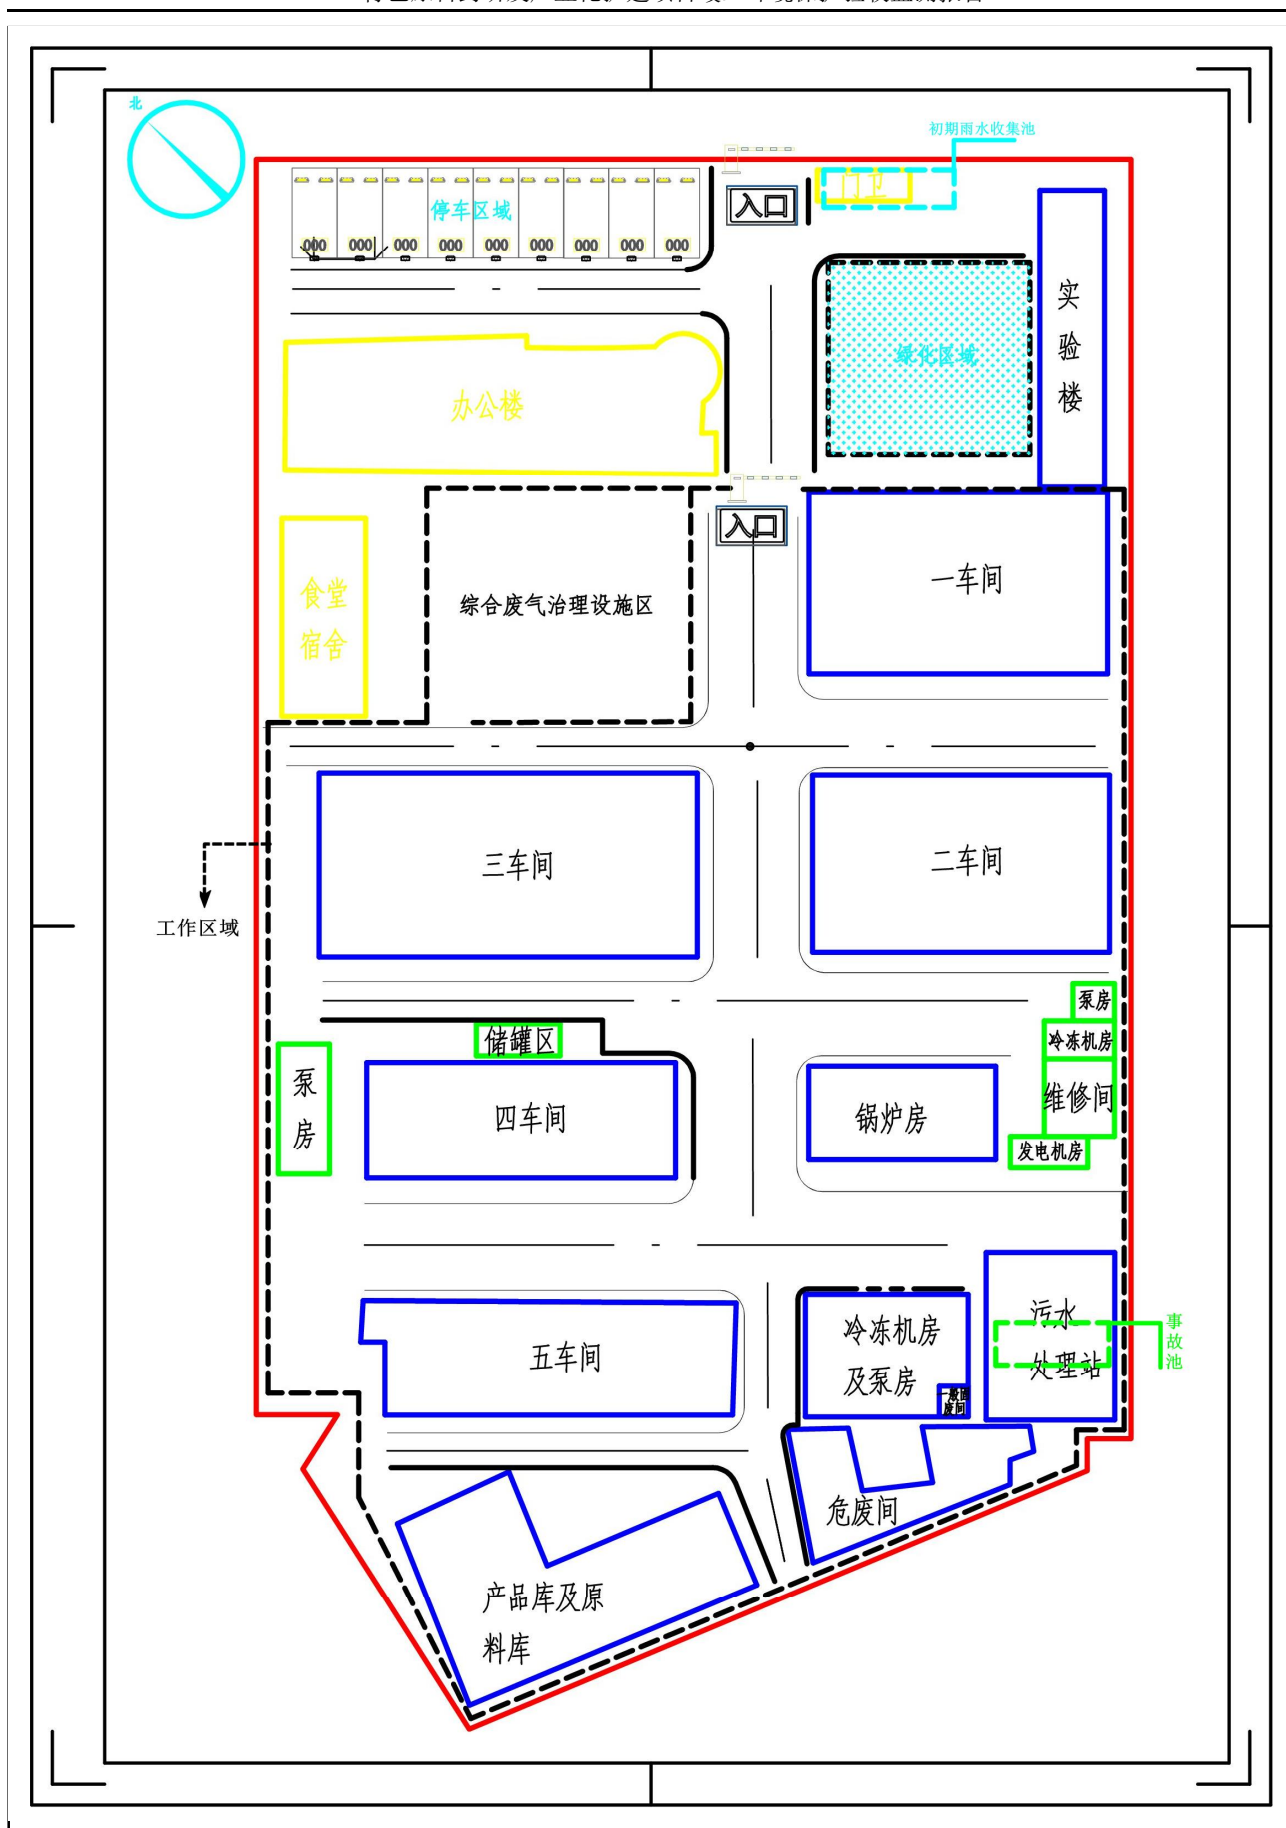 北
初期雨水收集池
门卫
入口
停车区域
000 000 000 000 000 000 000 000 000
实
验
楼
绿化区域
办公楼
入口
一车间
食堂
宿舍
综合废气治理设施区
三车间
二车间
工作区域
泵房
储罐区
冷冻机房
泵
房
四车间
锅炉房
维修间
发电机房
污水
处理站
事
故
池
冷冻机房
及泵房
五车间
一般固
废间
危废间
产品库及原
料库